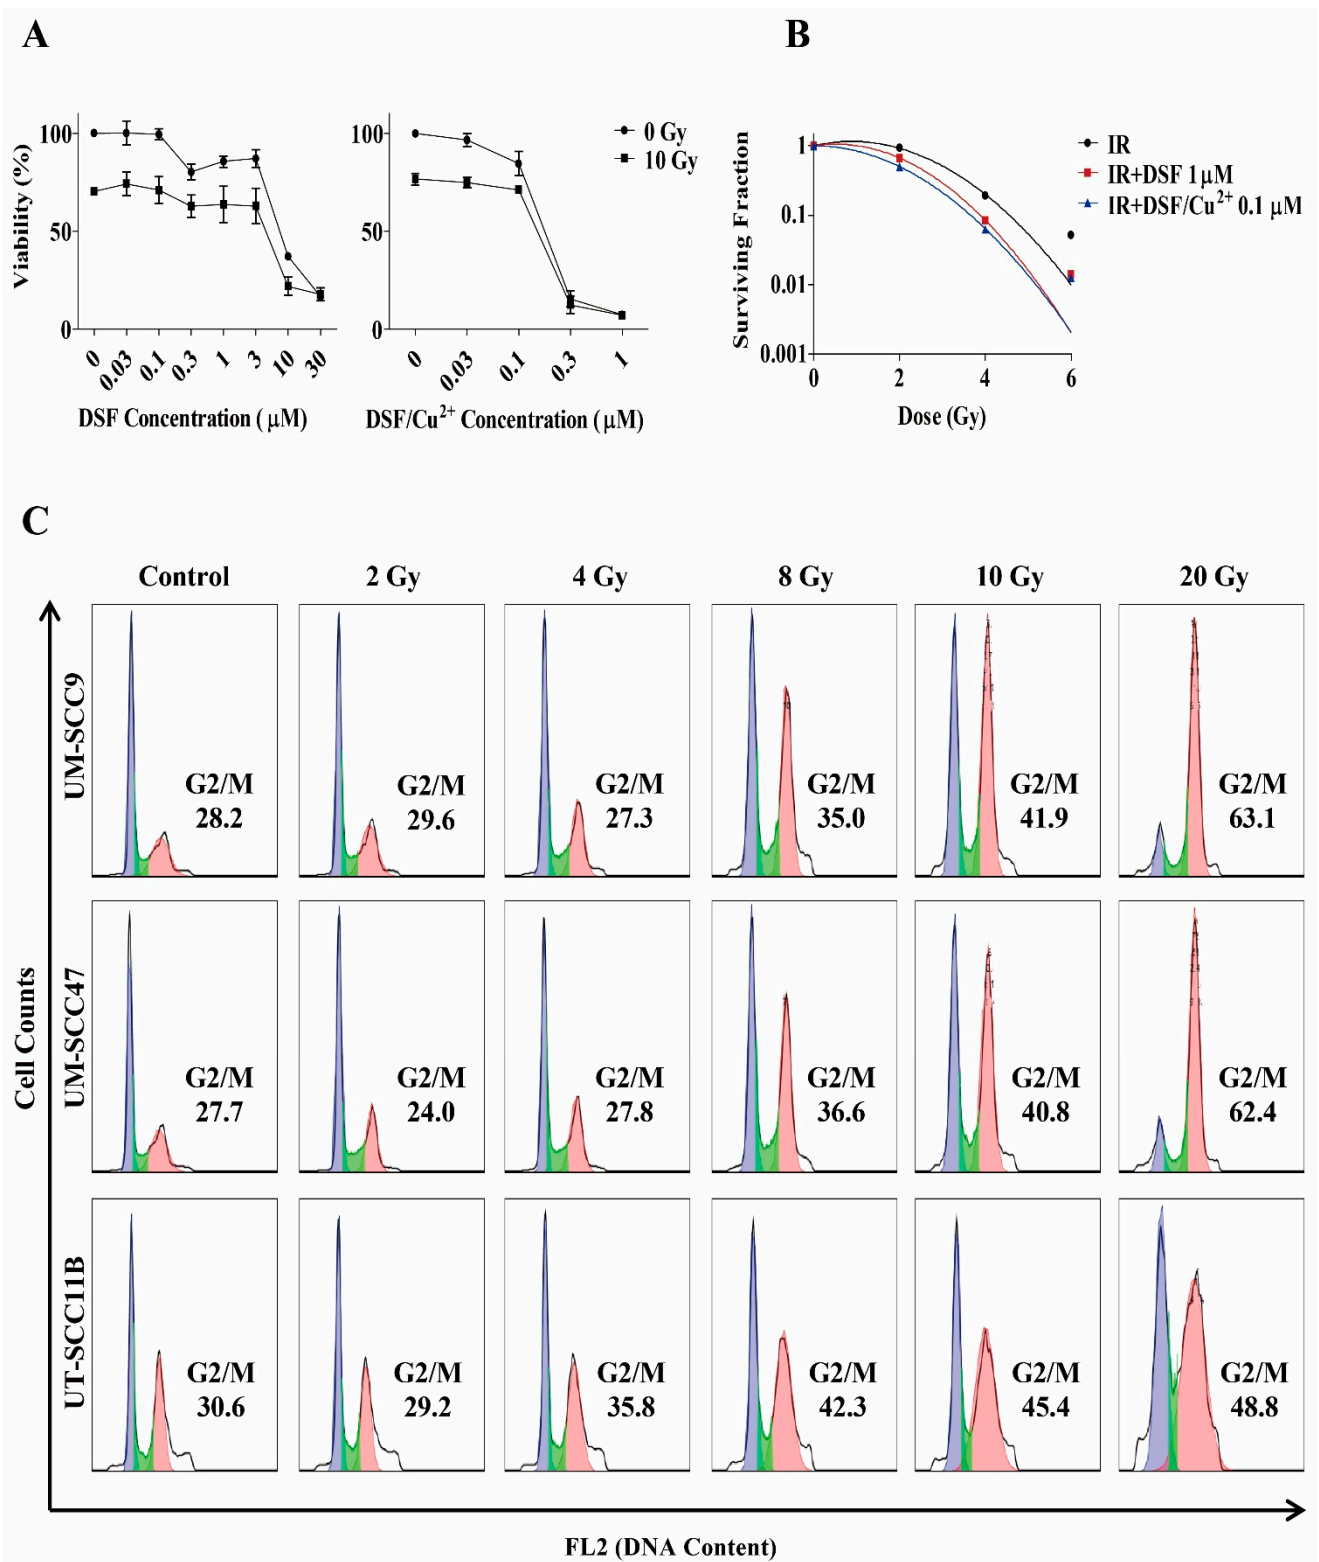 A
B
Viability (%)
100
50
0
0
0.03
0.1
0.3
1
3
10
30
DSF Concentration ( μM)
100
50
0
0
0.03
0.1
0.3
1
DSF/Cu2+ Concentration ( μM)
0 Gy
10 Gy
Surviving Fraction
1
0.1
0.01
0.001
0
2
4
6
Dose (Gy)
IR
IR+DSF 1 μM
IR+DSF/Cu2+ 0.1 μM
C
Control
2 Gy
4 Gy
8 Gy
10 Gy
20 Gy
Cell Counts
UM-SCC9
G2/M
28.2
G2/M
29.6
G2/M
27.3
G2/M
35.0
G2/M
41.9
G2/M
63.1
UM-SCC47
G2/M
27.7
G2/M
24.0
G2/M
27.8
G2/M
36.6
G2/M
40.8
G2/M
62.4
UT-SCC11B
G2/M
30.6
G2/M
29.2
G2/M
35.8
G2/M
42.3
G2/M
45.4
G2/M
48.8
FL2 (DNA Content)